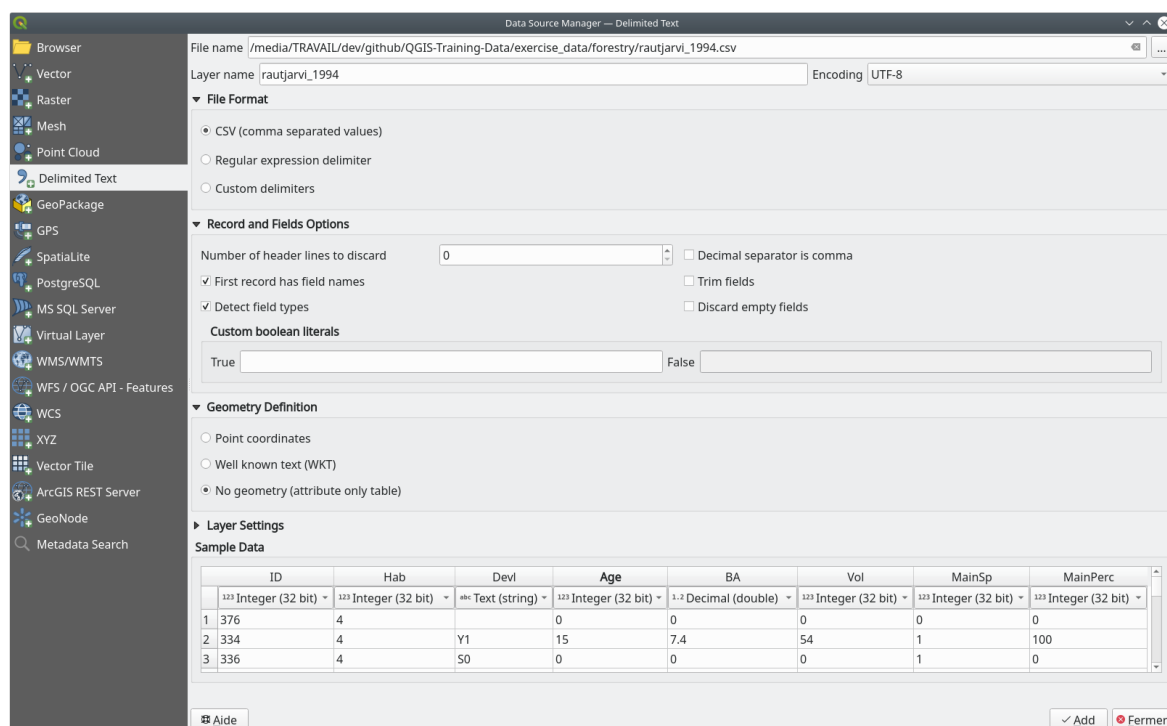 Data Source Manager — Delimited Text
Browser
Vector
Raster
Mesh
Point Cloud
Delimited Text
GeoPackage
GPS
SpatiaLite
PostgreSQL
MS SQL Server
Virtual Layer
WMS/WMTS
WFS / OGC API - Features
WCS
XYZ
Vector Tile
ArcGIS REST Server
GeoNode
Metadata Search
File name /media/TRAVAIL/dev/github/QGIS-Training-Data/exercise_data/forestry/rautjarvi_1994.csv ...
Layer name rautjarvi_1994 Encoding UTF-8
File Format
CSV (comma separated values)
Regular expression delimiter
Custom delimiters
Record and Fields Options
Number of header lines to discard 0 Decimal separator is comma
First record has field names Trim fields
Detect field types Discard empty fields
Custom boolean literals
True False
Geometry Definition
Point coordinates
Well known text (WKT)
No geometry (attribute only table)
Layer Settings
Sample Data
ID Hab Devl Age BA Vol MainSp MainPerc
123 Integer (32 bit) 123 Integer (32 bit) abc Text (string) 123 Integer (32 bit) 1.2 Decimal (double) 123 Integer (32 bit) 123 Integer (32 bit) 123 Integer (32 bit)
1 376 4 0 0 0 0 0
2 334 4 Y1 15 7.4 54 1 100
3 336 4 S0 0 0 0 1 0
Aide Add Fermer